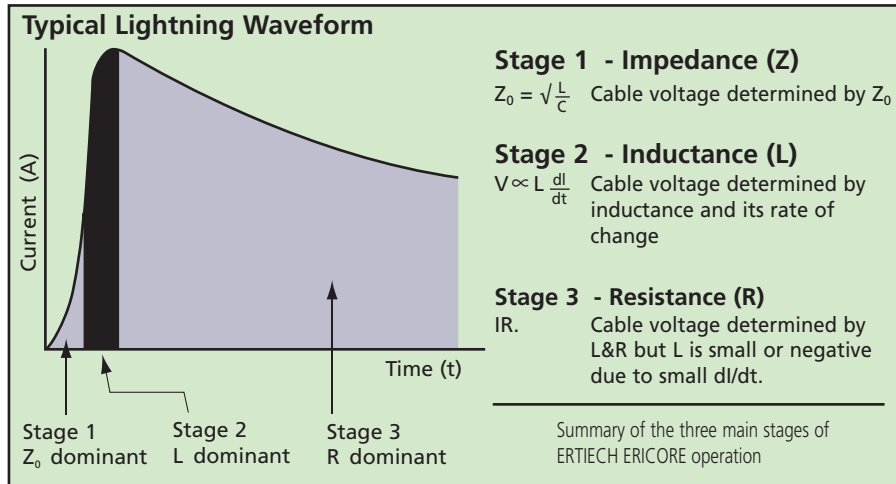 Typical Lightning Waveform
Current (A)
Time (t)
Stage 1
Z₀ dominant
Stage 2
L dominant
Stage 3
R dominant
Stage 1 - Impedance (Z)
Z₀ = √L/C Cable voltage determined by Z₀
Stage 2 - Inductance (L)
V∝L dI/dt Cable voltage determined by
inductance and its rate of
change
Stage 3 - Resistance (R)
IR. Cable voltage determined by
L&R but L is small or negative
due to small dI/dt.
Summary of the three main stages of
ERTIECH ERICORE operation